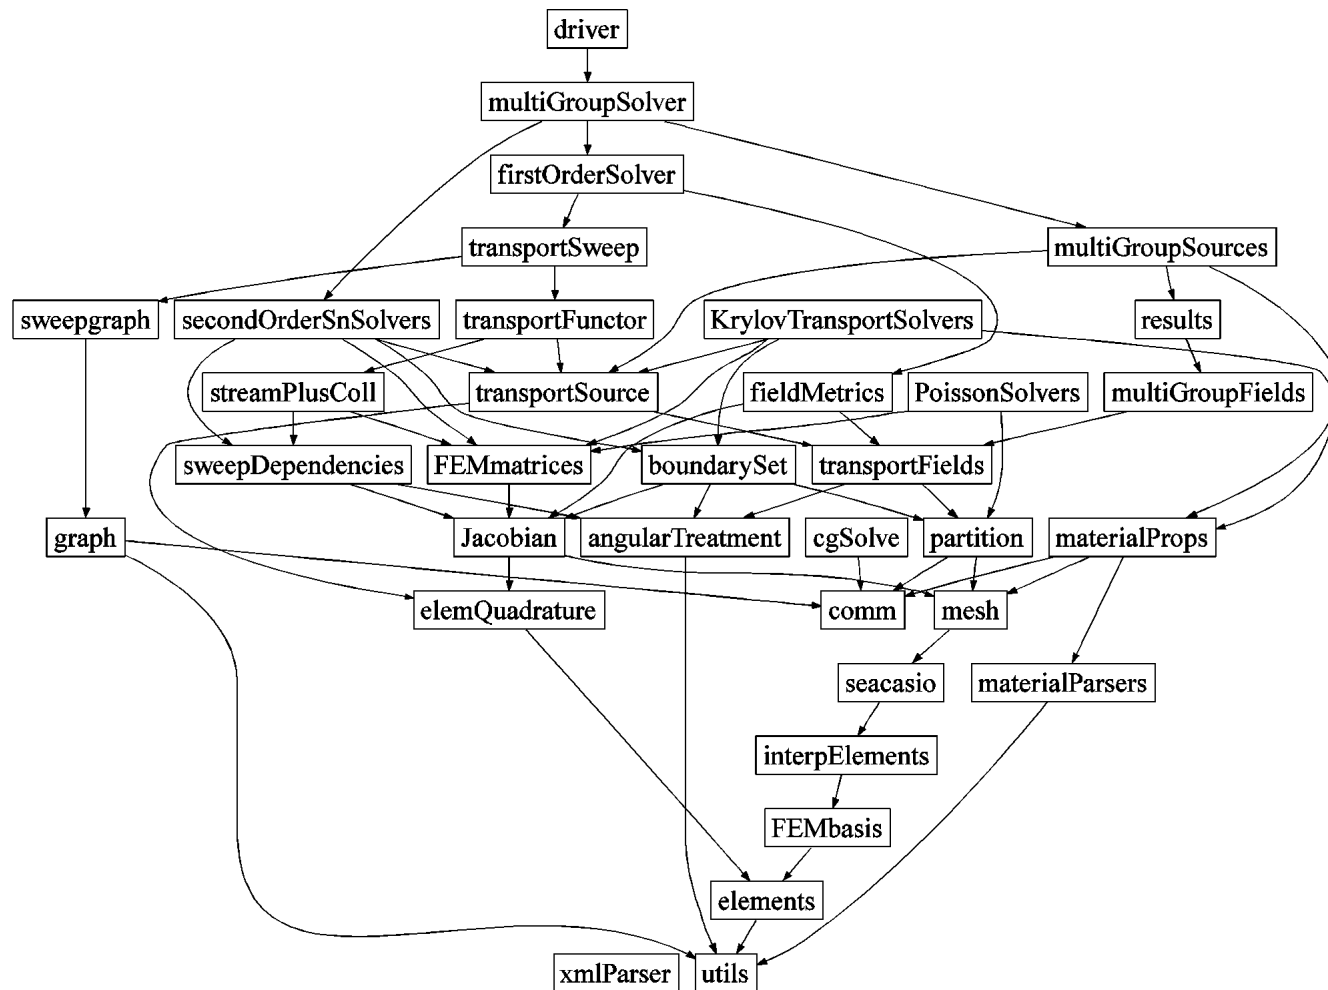 driver
multiGroupSolver
firstOrderSolver
transportSweep
multiGroupSources
sweepgraph
secondOrderSnSolvers
transportFunctor
KrylovTransportSolvers
results
streamPlusColl
transportSource
fieldMetrics
PoissonSolvers
multiGroupFields
sweepDependencies
FEMmatrices
boundarySet
transportFields
graph
Jacobian
angularTreatment
cgSolve
partition
materialProps
elemQuadrature
comm
mesh
seacasio
materialParsers
interpElements
FEMbasis
elements
xmlParser
utils